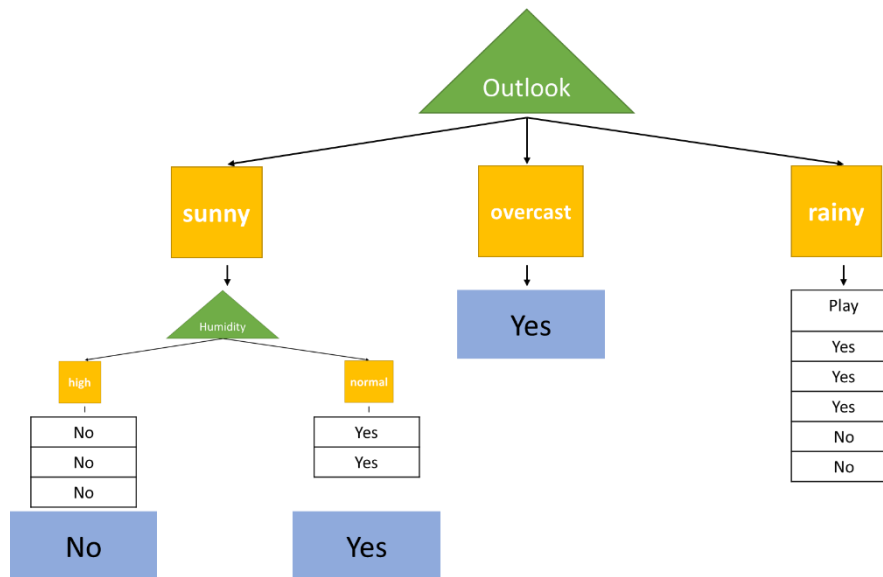 Outlook
sunny
overcast
rainy
Humidity
Yes
Play
high
normal
Yes
Yes
Yes
No
No
No
No
No
Yes
Yes
No
Yes